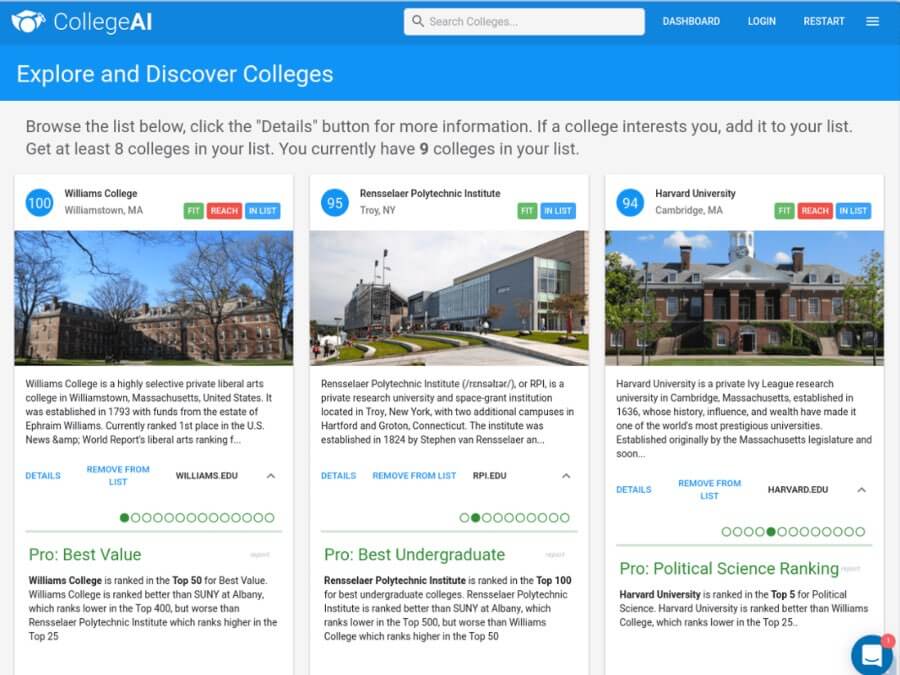 CollegeAI
Search Colleges...
DASHBOARD
LOGIN
RESTART
Explore and Discover Colleges
Browse the list below, click the "Details" button for more information. If a college interests you, add it to your list.
Get at least 8 colleges in your list. You currently have 9 colleges in your list.
100
Williams College
Williamstown, MA
FIT
REACH
IN LIST
Williams College is a highly selective private liberal arts
college in Williamstown, Massachusetts, United States. It
was established in 1793 with funds from the estate of
Ephraim Williams. Currently ranked 1st place in the U.S.
News &amp; World Report's liberal arts ranking f...
DETAILS
REMOVE FROM
LIST
WILLIAMS.EDU
Pro: Best Value
report
Williams College is ranked in the Top 50 for Best Value.
Williams College is ranked better than SUNY at Albany,
which ranks lower in the Top 400, but worse than
Rensselaer Polytechnic Institute which ranks higher in the
Top 25
95
Rensselaer Polytechnic Institute
Troy, NY
FIT
IN LIST
Rensselaer Polytechnic Institute (/rɛnsəlɪər/), or RPI, is a
private research university and space-grant institution
located in Troy, New York, with two additional campuses in
Hartford and Groton, Connecticut. The institute was
established in 1824 by Stephen van Rensselaer an...
DETAILS
REMOVE FROM LIST
RPI.EDU
Pro: Best Undergraduate
report
Rensselaer Polytechnic Institute is ranked in the Top 100
for best undergraduate colleges. Rensselaer Polytechnic
Institute is ranked better than SUNY at Albany, which
ranks lower in the Top 500, but worse than Williams
College which ranks higher in the Top 50
94
Harvard University
Cambridge, MA
FIT
REACH
IN LIST
Harvard University is a private Ivy League research
university in Cambridge, Massachusetts, established in
1636, whose history, influence, and wealth have made it
one of the world's most prestigious universities.
Established originally by the Massachusetts legislature and
soon...
DETAILS
REMOVE FROM
LIST
HARVARD.EDU
Pro: Political Science Ranking
report
Harvard University is ranked in the Top 5 for Political
Science. Harvard University is ranked better than Williams
College, which ranks lower in the Top 25..
1